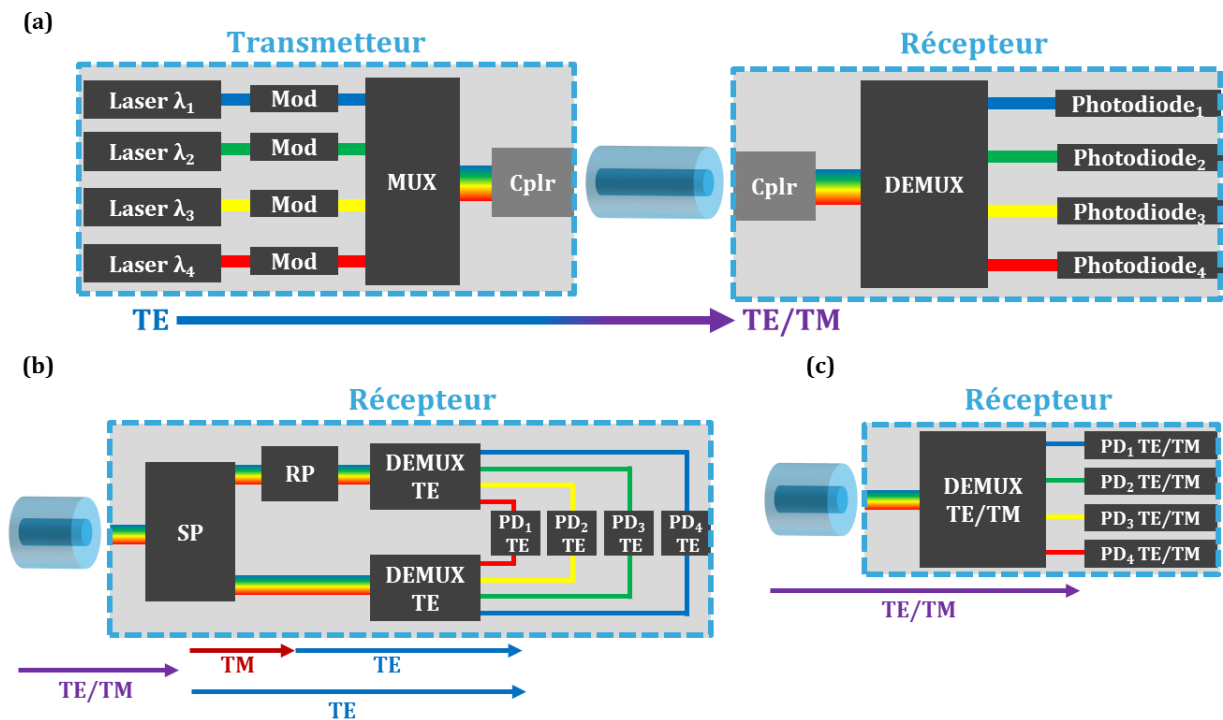 (a)
Transmetteur
Récepteur
Laser λ₁
Mod
Laser λ₂
Mod
Laser λ₃
Mod
Laser λ₄
Mod
MUX
Cplr
Cplr
DEMUX
Photodiode₁
Photodiode₂
Photodiode₃
Photodiode₄
TE
TE/TM
(b)
Récepteur
SP
RP
DEMUX
TE
DEMUX
TE
PD₁
TE
PD₂
TE
PD₃
TE
PD₄
TE
TE/TM
TM
TE
TE
(c)
Récepteur
DEMUX
TE/TM
PD₁ TE/TM
PD₂ TE/TM
PD₃ TE/TM
PD₄ TE/TM
TE/TM